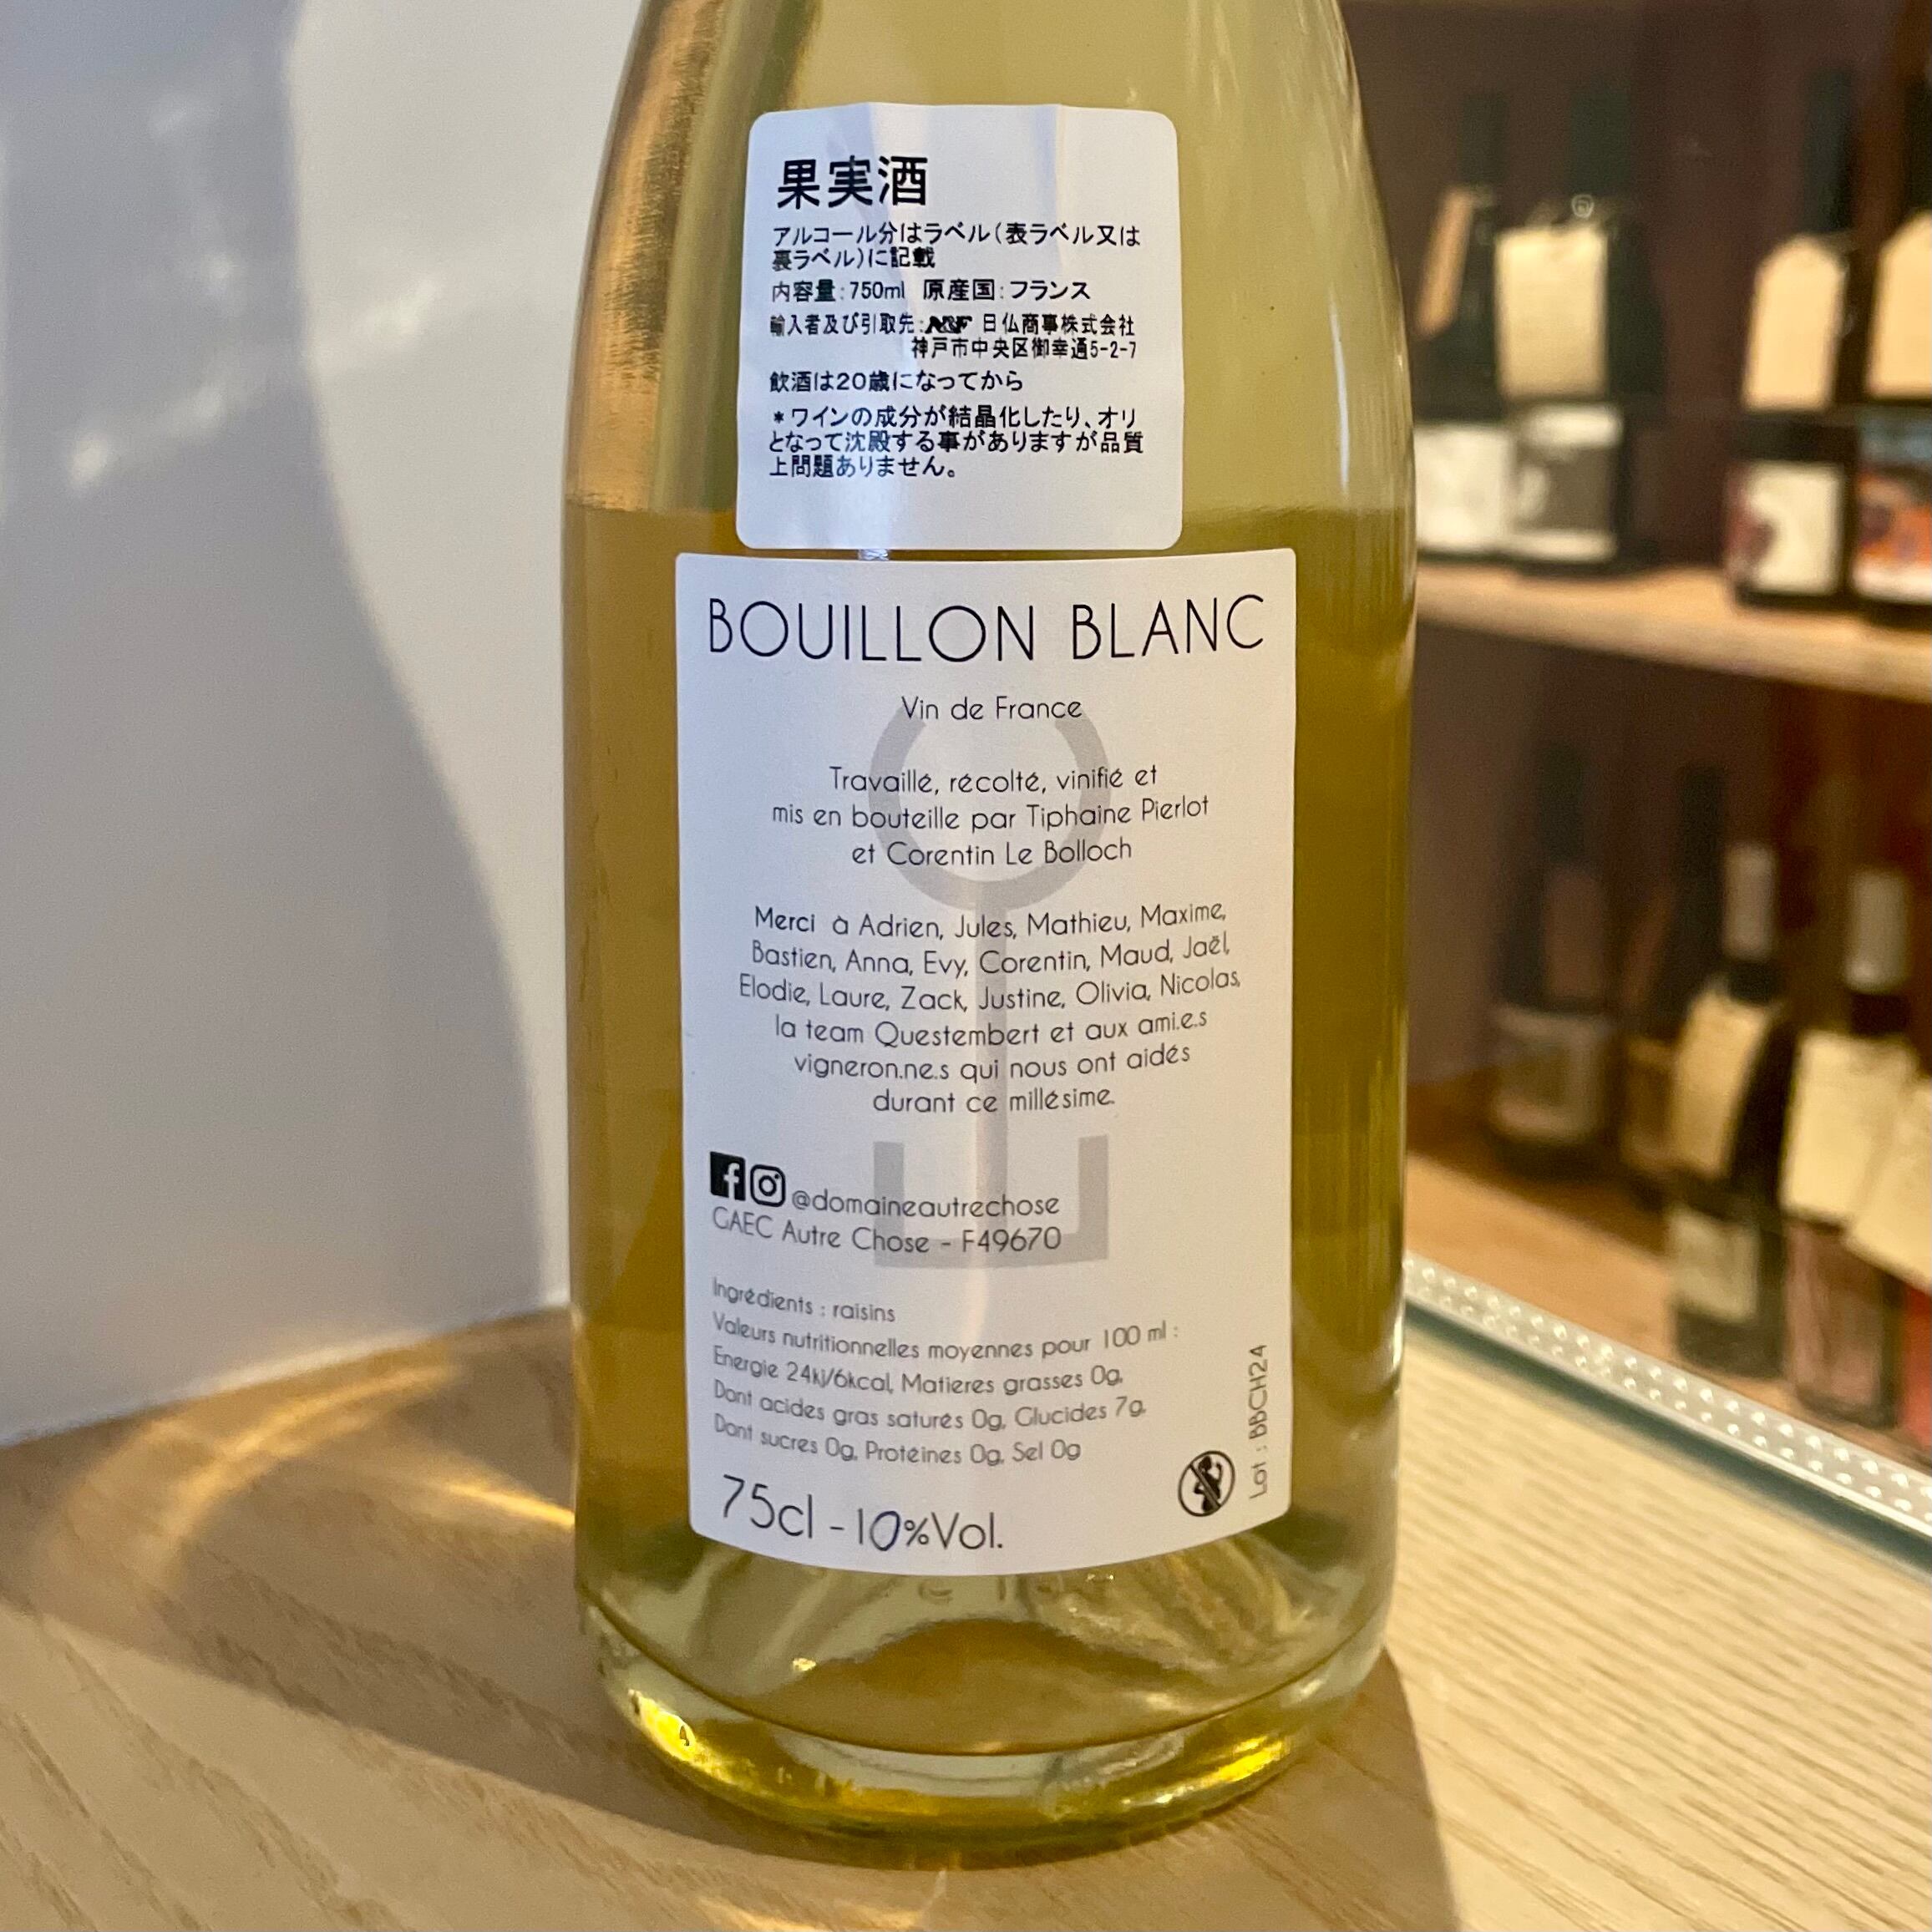 果実酒
アルコール分はラベル(表ラベル又は
裏ラベル)に記載
内容量:750ml 原産国:フランス
輸入者及び引取先:N&F 日仏商事株式会社
神戸市中央区御幸通5-2-7
飲酒は20歳になってから
*ワインの成分が結晶化したり、オリ
となって沈殿する事がありますが品質
上問題ありません。
BOUILLON BLANC
Vin de France
Travaillé, récolté, vinifié et
mis en bouteille par Tiphaine Pierlot
et Corentin Le Bolloch
Merci à Adrien, Jules, Mathieu, Maxime,
Bastien, Anna, Evy, Corentin, Maud, Jaël,
Elodie, Laure, Zack, Justine, Olivia, Nicolas,
la team Questembert et aux ami.e.s
vigneron.ne.s qui nous ont aidés
durant ce millésime.
@domaineautrechose
GAEC Autre Chose - F49670
Ingrédients : raisins
Valeurs nutritionnelles moyennes pour 100 ml :
Energie 24kj/6kcal, Matieres grasses 0g,
Dont acides gras saturés 0g, Glucides 7g,
Dont sucres 0g, Protéines 0g, Sel 0g
75cl - 10%Vol.
Lot : BBCH24